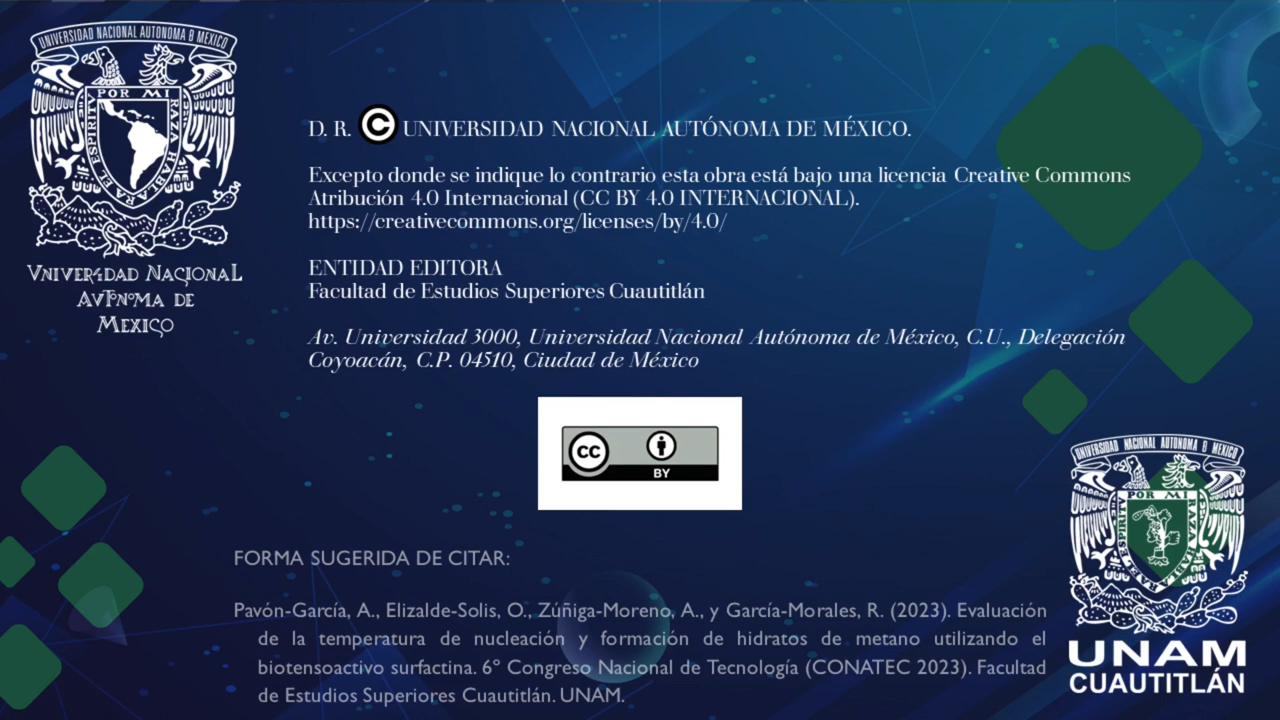 UNIVERSIDAD NACIONAL AUTONOMA Ð MEXICO
POR MI RAZA HABLARA EL ESPIRITU
VNIVERSDAD NACIONAL
AVTNOMA DE
MEXICO
D. R. © UNIVERSIDAD NACIONAL AUTÓNOMA DE MÉXICO.
Excepto donde se indique lo contrario esta obra está bajo una licencia Creative Commons
Atribución 4.0 Internacional (CC BY 4.0 INTERNACIONAL).
https://creativecommons.org/licenses/by/4.0/
ENTIDAD EDITORA
Facultad de Estudios Superiores Cuautitlán
Av. Universidad 3000, Universidad Nacional Autónoma de México, C.U., Delegación
Coyoacán, C.P. 04510, Ciudad de México
CC
BY
FORMA SUGERIDA DE CITAR:
Pavón-García, A., Elizalde-Solis, O., Zúñiga-Moreno, A., y García-Morales, R. (2023). Evaluación
de la temperatura de nucleación y formación de hidratos de metano utilizando el
biotensoactivo surfactina. 6º Congreso Nacional de Tecnología (CONATEC 2023). Facultad
de Estudios Superiores Cuautitlán. UNAM.
UNIVERSIDAD NACIONAL AUTONOMA Ð MEXICO
POR MI RAZA HABLARA EL ESPIRITU
UNAM
CUAUTITLÁN